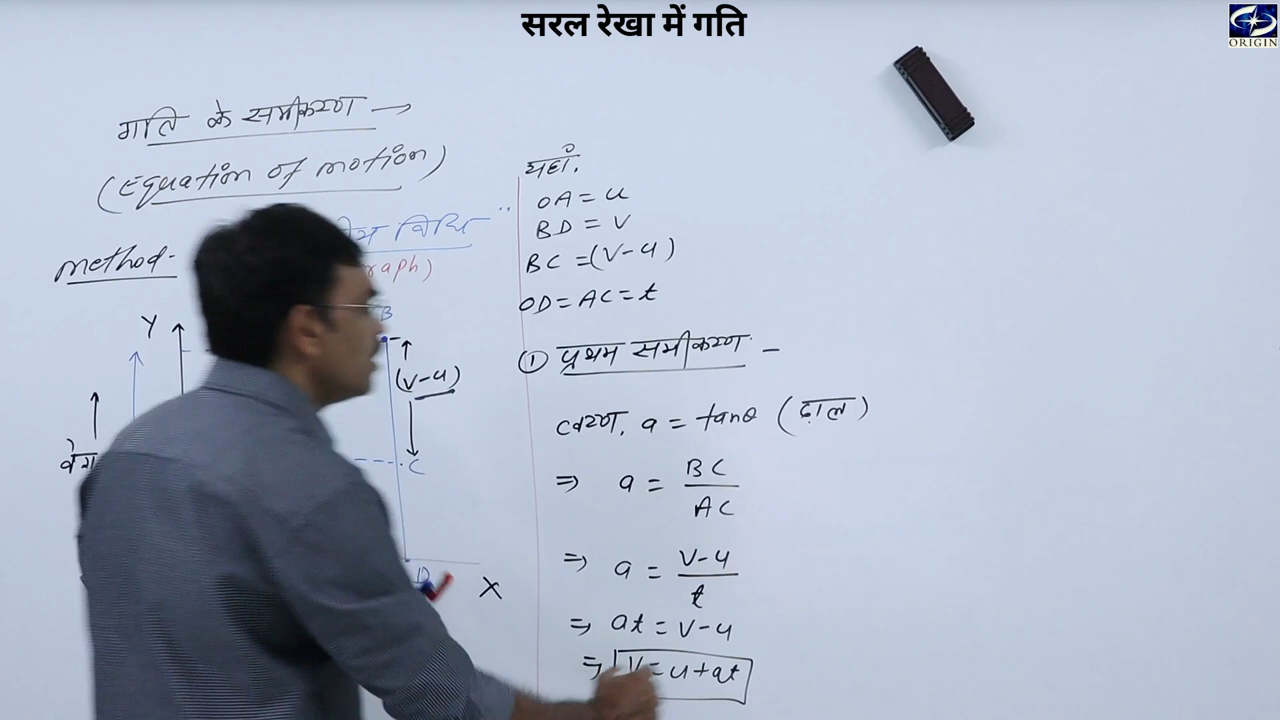 सरल रेखा में गति
ORIGIN
गति के समीकरण →
(Equation of motion)
विधि
method-
raph)
Y
B
(v-u)
वेग
C
D
X
यहाँ,
OA = u
BD = v
BC = (v-u)
OD = AC = t
① प्रथम समीकरण -
त्वरण, a = tanθ (ढाल)
⇒ a = BC/AC
⇒ a = v-u/t
⇒ at = v-u
⇒ v = u+at